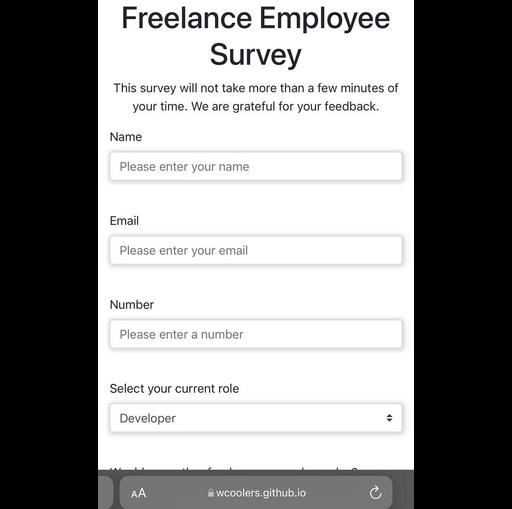 Freelance Employee
Survey
This survey will not take more than a few minutes of
your time. We are grateful for your feedback.
Name
Please enter your name
Email
Please enter your email
Number
Please enter a number
Select your current role
Developer
AA
wcoolers.github.io